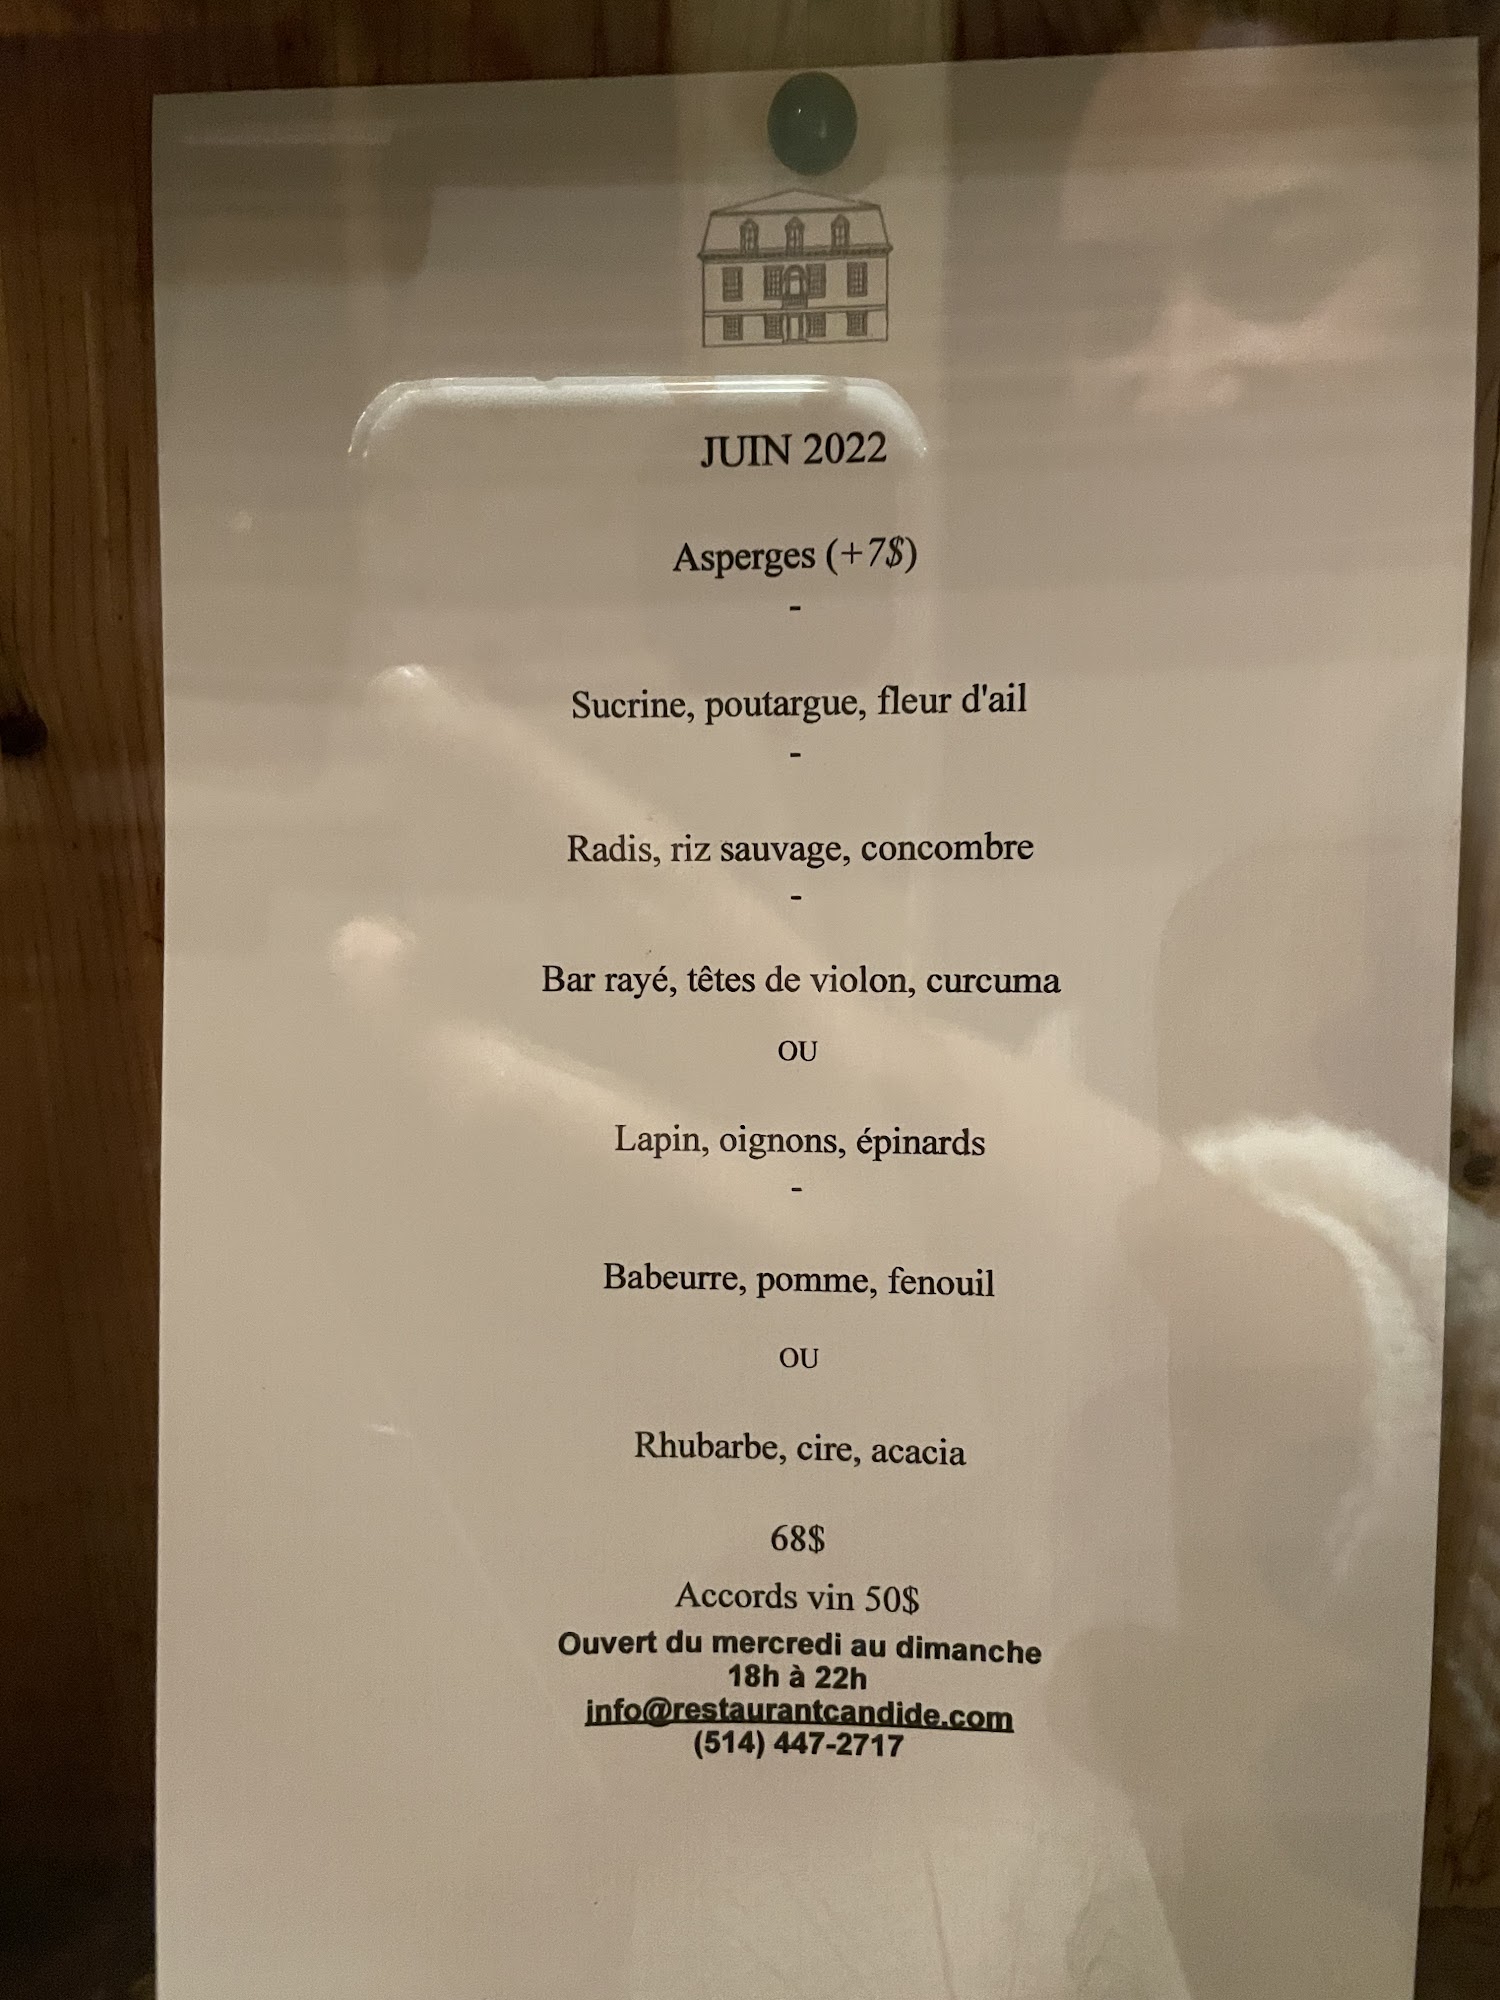 JUIN 2022
Asperges (+7$)
-
Sucrine, poutargue, fleur d'ail
-
Radis, riz sauvage, concombre
-
Bar rayé, têtes de violon, curcuma
OU
Lapin, oignons, épinards
-
Babeurre, pomme, fenouil
OU
Rhubarbe, cire, acacia
68$
Accords vin 50$
Ouvert du mercredi au dimanche
18h à 22h
info@restaurantcandide.com
(514) 447-2717